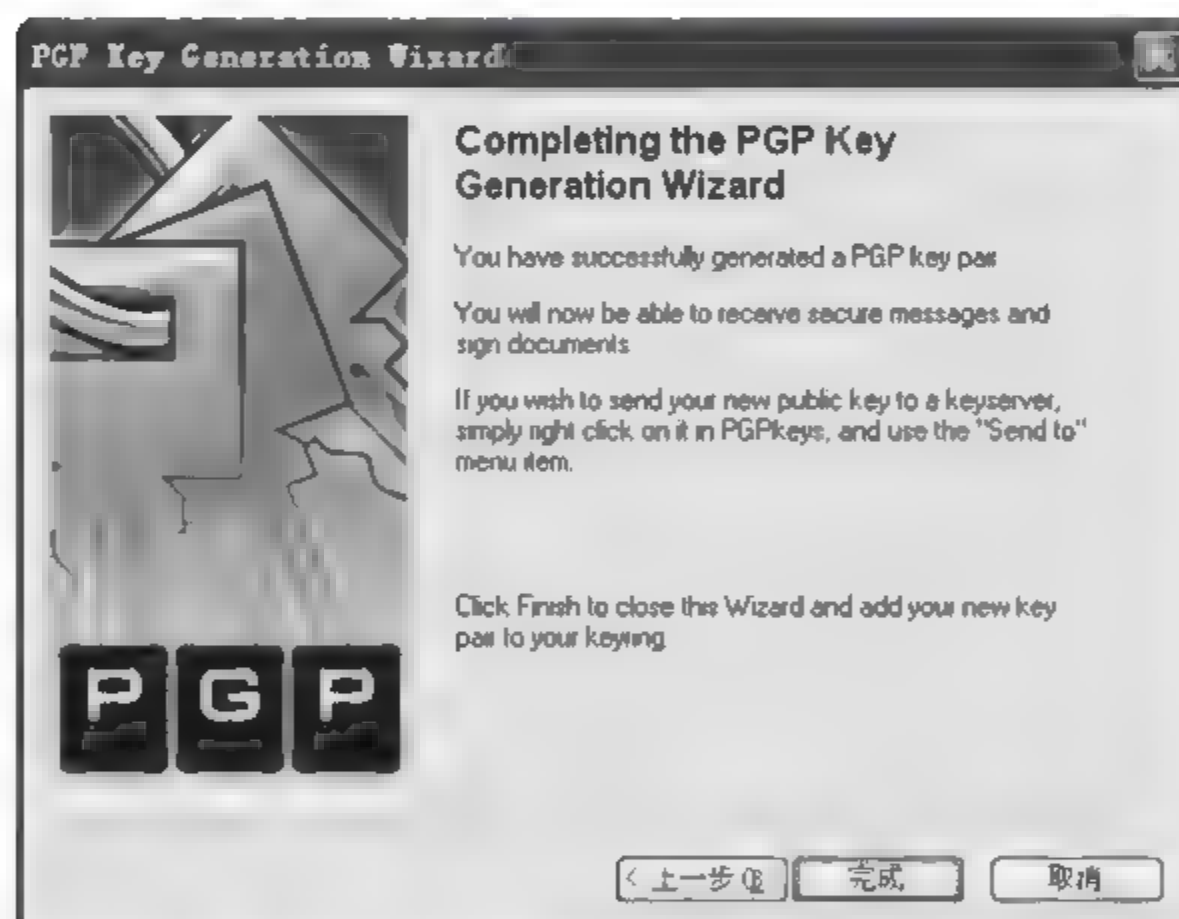 PGP Key Generation Wizard
Completing the PGP Key
Generation Wizard
You have successfully generated a PGP key pair
You will now be able to receive secure messages and
sign documents
If you wish to send your new public key to a keyserver,
simply right click on it in PGPkeys, and use the "Send to"
menu item.
Click Finish to close this Wizard and add your new key
pair to your keyring
PGP
< 上一步(B 完成 取消